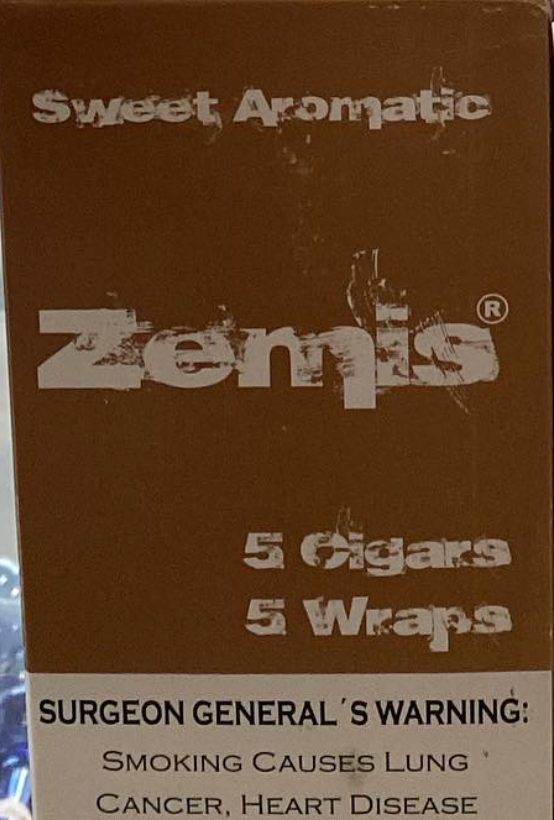 Sweet Aromatic
Zemis®
5 Cigars
5 Wraps
SURGEON GENERAL´S WARNING:
SMOKING CAUSES LUNG
CANCER, HEART DISEASE